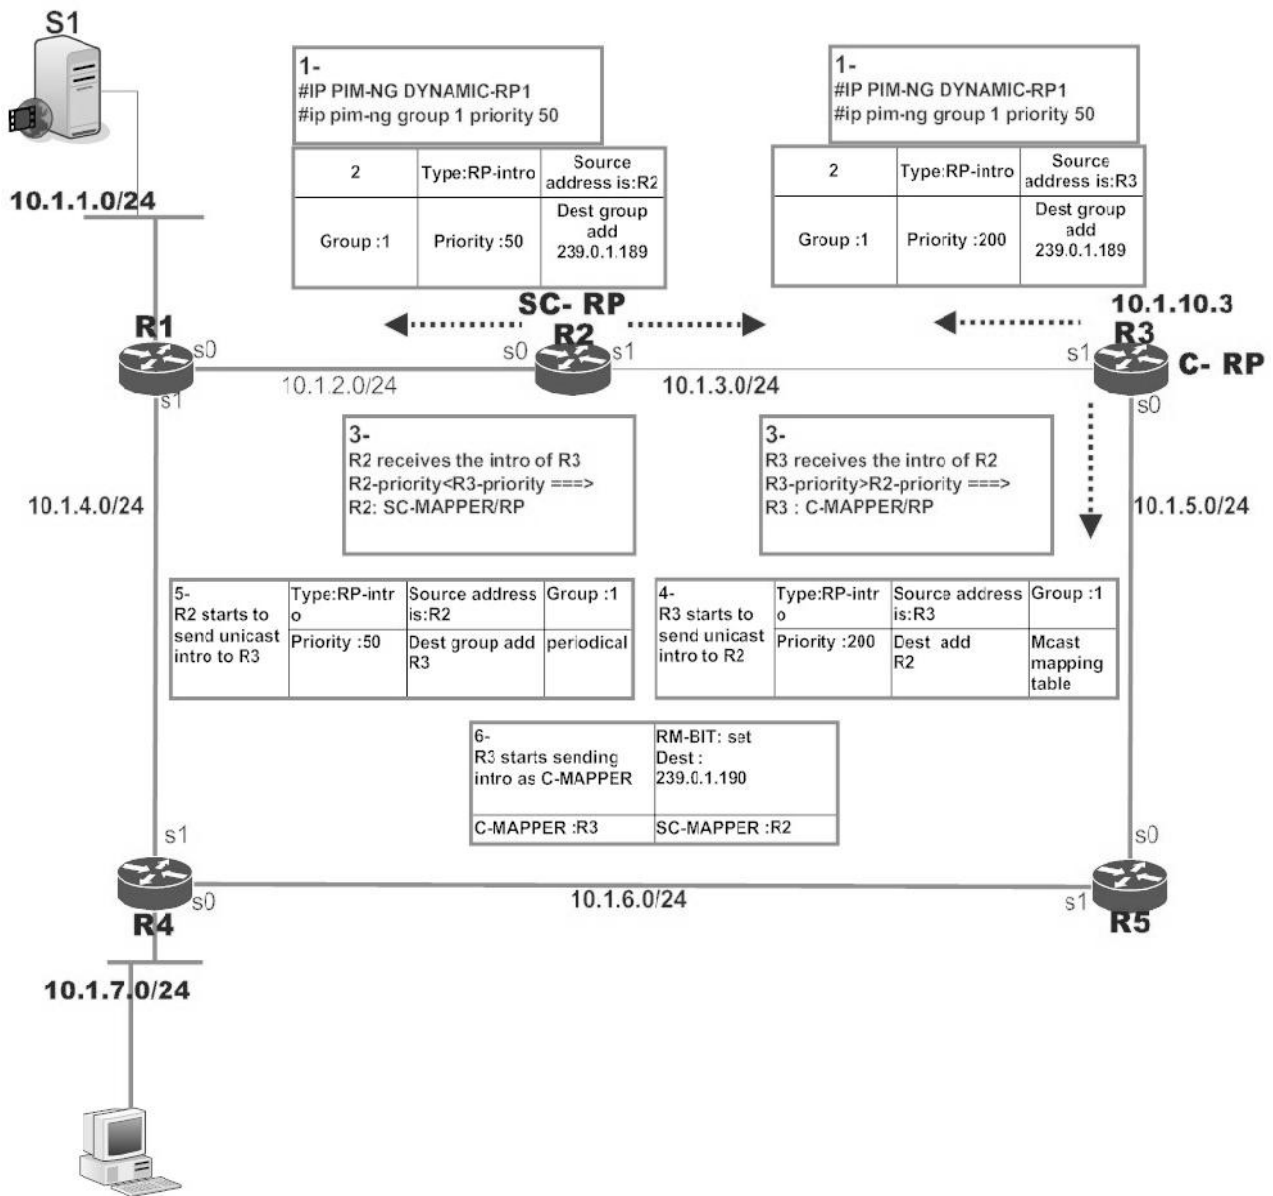 S1
1-
#IP PIM-NG DYNAMIC-RP1
#ip pim-ng group 1 priority 50
1-
#IP PIM-NG DYNAMIC-RP1
#ip pim-ng group 1 priority 50
2
Type:RP-intro
Source
address is:R2
Group :1
Priority :50
Dest group
add
239.0.1.189
2
Type:RP-intro
Source
address is:R3
Group :1
Priority :200
Dest group
add
239.0.1.189
10.1.1.0/24
SC- RP
R2
10.1.10.3
R3
C- RP
R1
s0
s1
s0
s1
s1
s0
10.1.2.0/24
10.1.3.0/24
3-
R2 receives the intro of R3
R2-priority<R3-priority ===>
R2: SC-MAPPER/RP
3-
R3 receives the intro of R2
R3-priority>R2-priority ===>
R3 : C-MAPPER/RP
10.1.4.0/24
10.1.5.0/24
5-
R2 starts to
send unicast
intro to R3
Type:RP-intr
o
Source address
is:R2
Group :1
Priority :50
Dest group add
R3
periodical
4-
R3 starts to
send unicast
intro to R2
Type:RP-intr
o
Source address
is:R3
Group :1
Priority :200
Dest add
R2
Mcast
mapping
table
6-
R3 starts sending
intro as C-MAPPER
RM-BIT: set
Dest :
239.0.1.190
C-MAPPER :R3
SC-MAPPER :R2
s1
s0
R4
10.1.6.0/24
s0
s1
R5
10.1.7.0/24